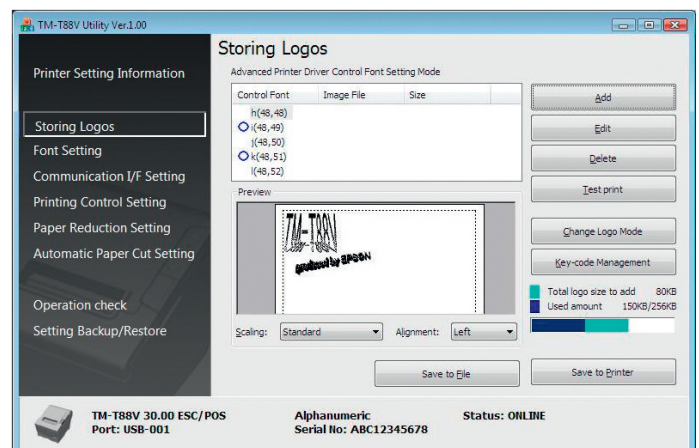 TM-T88V Utility Ver.1.00
Storing Logos
Printer Setting Information
Storing Logos
Font Setting
Communication I/F Setting
Printing Control Setting
Paper Reduction Setting
Automatic Paper Cut Setting
Operation check
Setting Backup/Restore
Advanced Printer Driver Control Font Setting Mode
Control Font Image File Size
h(48,48)
i(48,49)
j(48,50)
k(48,51)
l(48,52)
Preview
TM-T88V
produced by EPSON
Scaling: Standard Alignment: Left
Add
Edit
Delete
Test print
Change Logo Mode
Key-code Management
Total logo size to add 80KB
Used amount 150KB/256KB
Save to File
Save to Printer
TM-T88V 30.00 ESC/POS Alphanumeric Status: ONLINE
Port: USB-001 Serial No: ABC12345678